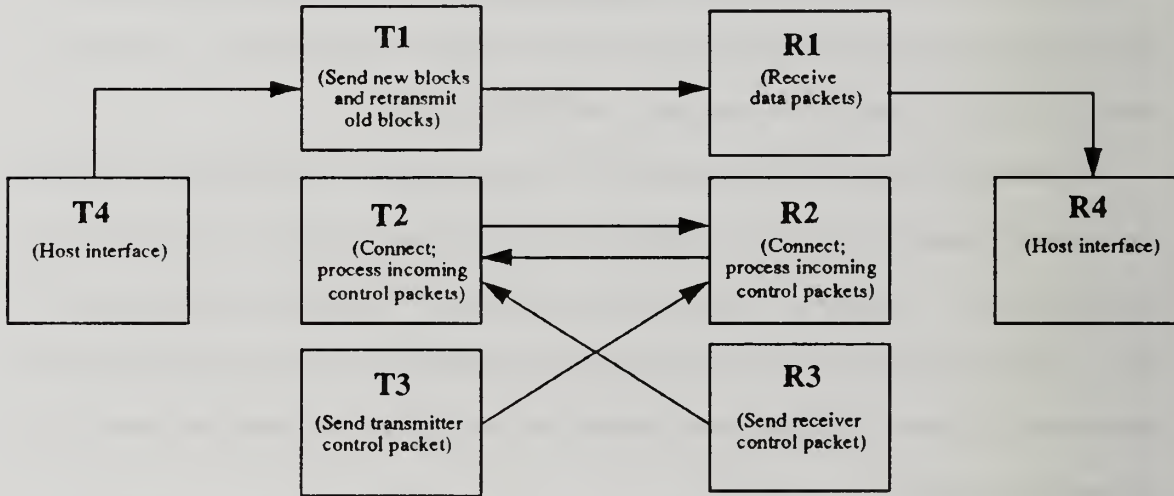 T1
(Send new blocks
and retransmit
old blocks)
R1
(Receive
data packets)
T4
(Host interface)
T2
(Connect;
process incoming
control packets)
R2
(Connect;
process incoming
control packets)
R4
(Host interface)
T3
(Send transmitter
control packet)
R3
(Send receiver
control packet)